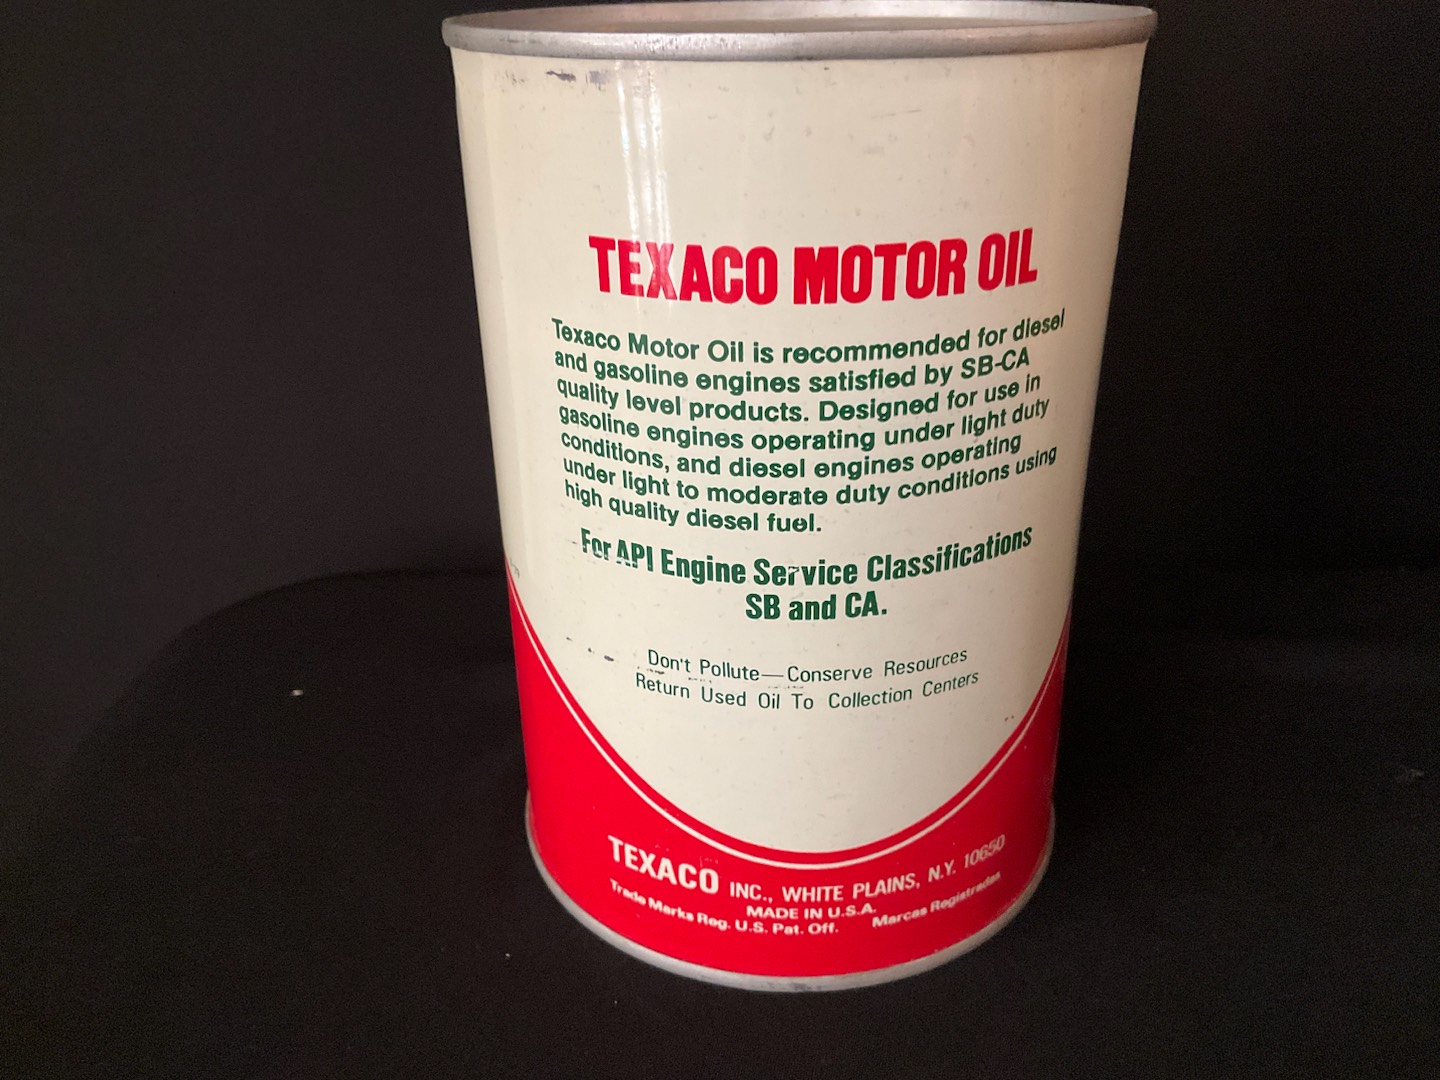 TEXACO MOTOR OIL
Texaco Motor Oil is recommended for diesel
and gasoline engines satisfied by SB-CA
quality level products. Designed for use in
gasoline engines operating under light duty
conditions, and diesel engines operating
under light to moderate duty conditions using
high quality diesel fuel.
For API Engine Service Classifications
SB and CA.
Don't Pollute—Conserve Resources
Return Used Oil To Collection Centers
TEXACO INC., WHITE PLAINS, N.Y. 10650
MADE IN U.S.A.
Trade Marks Reg. U.S. Pat. Off. Marcas Registradas